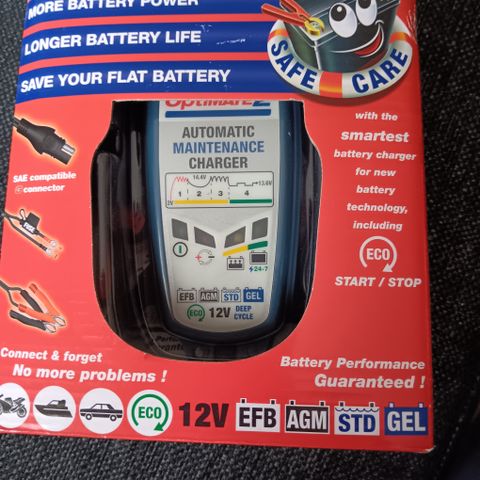 MORE BATTERY POWER
LONGER BATTERY LIFE
SAVE YOUR FLAT BATTERY
SAFE CARE
OptiMATE 2
AUTOMATIC
MAINTENANCE
CHARGER
14.4V
13.6V
1 2 3 4
24-7
EFB AGM STD GEL
ECO 12V DEEP
CYCLE
SAE compatible
connector
FUSE
with the
smartest
battery charger
for new
battery
technology,
including
ECO
START / STOP
Connect & forget
No more problems !
Battery Performance
Guaranteed !
ECO 12V EFB AGM STD GEL